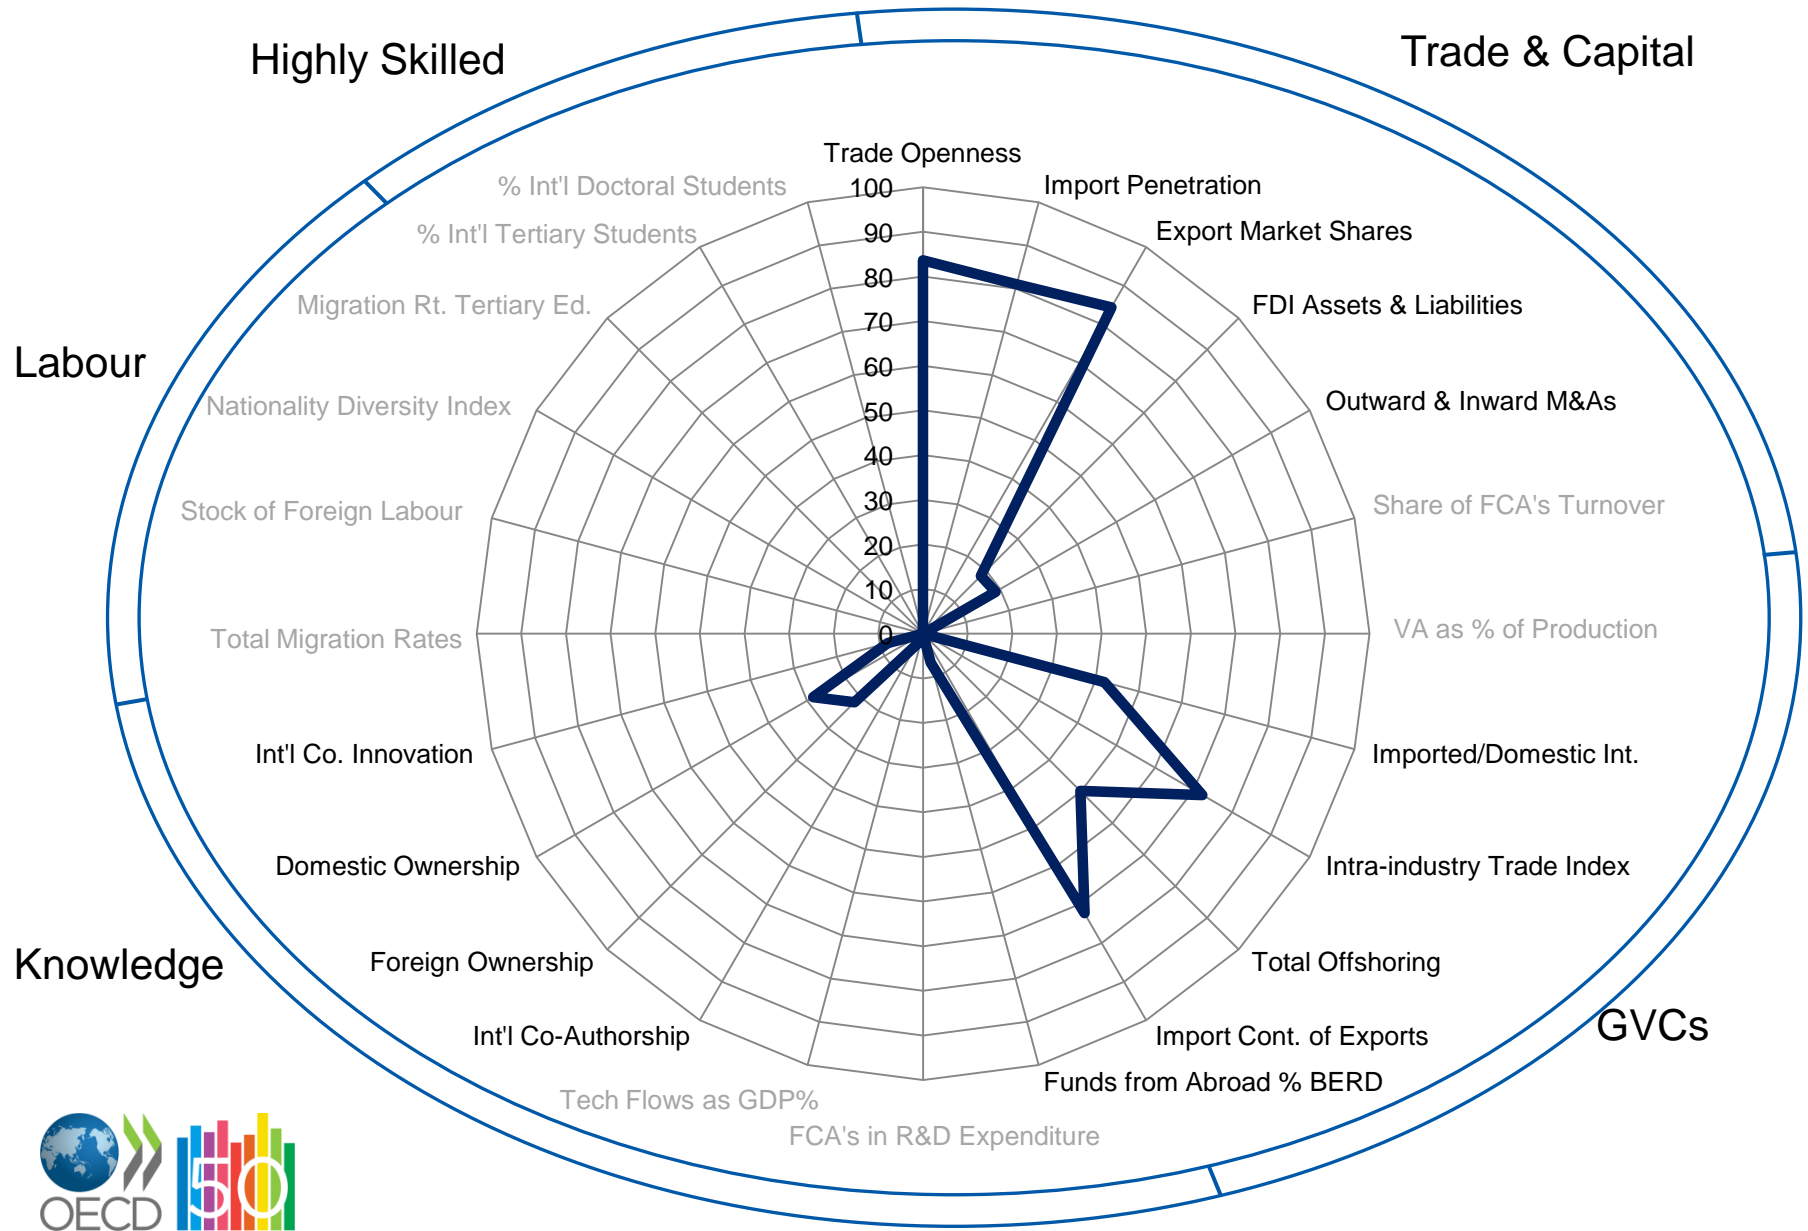 Highly Skilled
Trade & Capital
Trade Openness
% Int'l Doctoral Students
Import Penetration
% Int'l Tertiary Students
Export Market Shares
Migration Rt. Tertiary Ed.
FDI Assets & Liabilities
Labour
Nationality Diversity Index
Outward & Inward M&As
Stock of Foreign Labour
Share of FCA's Turnover
Total Migration Rates
VA as % of Production
Int'l Co. Innovation
Imported/Domestic Int.
Domestic Ownership
Intra-industry Trade Index
Knowledge
Foreign Ownership
Total Offshoring
GVCs
Int'l Co-Authorship
Import Cont. of Exports
Tech Flows as GDP%
Funds from Abroad % BERD
FCA's in R&D Expenditure
100
90
80
70
60
50
40
30
20
10
0
OECD
50